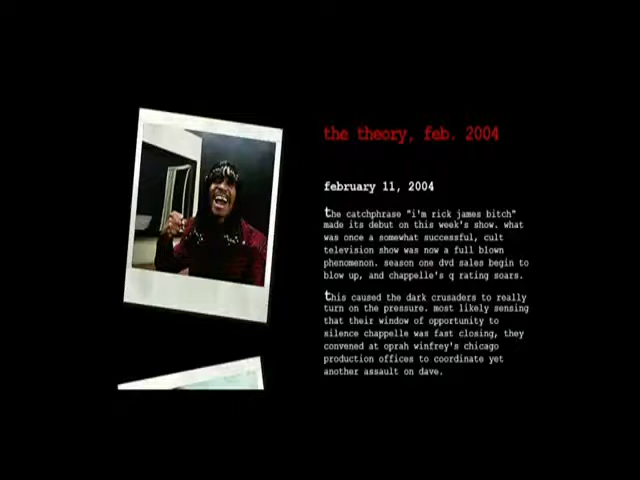 the theory, feb. 2004
february 11, 2004
the catchphrase "i'm rick james bitch"
made its debut on this week's show. what
was once a somewhat successful, cult
television show was now a full blown
phenomenon. season one dvd sales begin to
blow up, and chappelle's q rating soars.
this caused the dark crusaders to really
turn on the pressure. most likely sensing
that their window of opportunity to
silence chappelle was fast closing, they
convened at oprah winfrey's chicago
production offices to coordinate yet
another assault on dave.